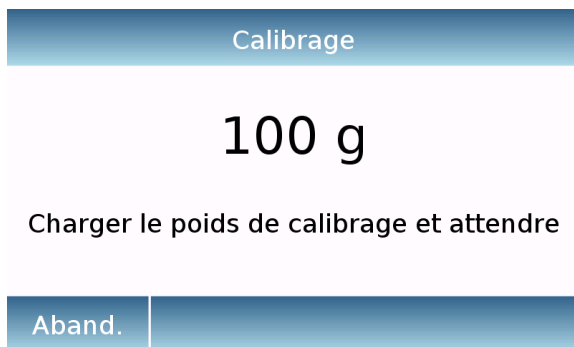 Calibrage
100 g
Charger le poids de calibrage et attendre
Aband.